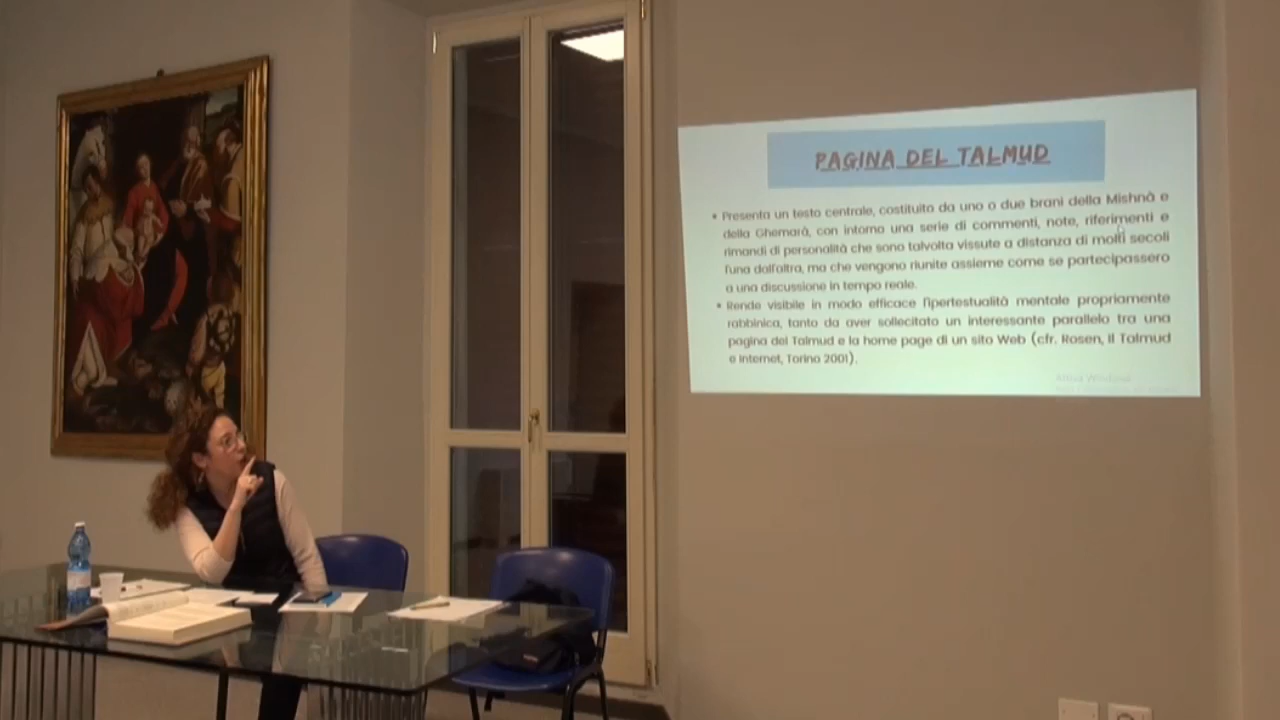 PAGINA DEL TALMUD
• Presenta un testo centrale, costituito da uno o due brani della Mishnà e
della Ghemarà, con intorno una serie di commenti, note, riferimenti e
rimandi di personalità che sono talvolta vissute a distanza di molti secoli
l'una dall'altra, ma che vengono riunite assieme come se partecipassero
a una discussione in tempo reale.
• Rende visibile in modo efficace l'ipertestualità mentale propriamente
rabbinica, tanto da aver sollecitato un interessante parallelo tra una
pagina del Talmud e la home page di un sito Web (cfr. Rosen, Il Talmud
e Internet, Torino 2001).